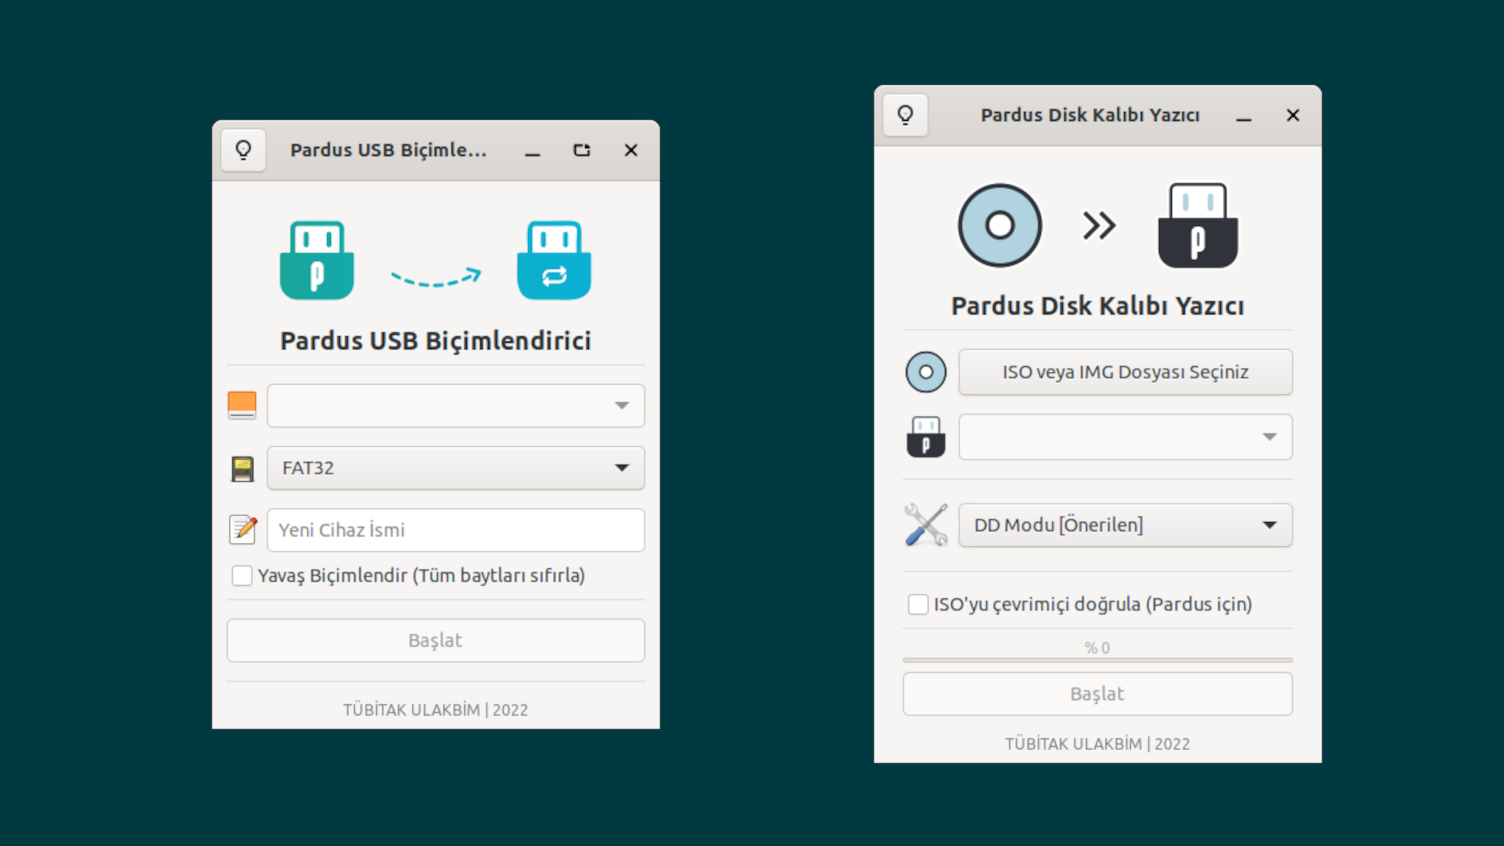 Pardus USB Biçimle...
Pardus USB Biçimlendirici
FAT32
Yeni Cihaz İsmi
Yavaş Biçimlendir (Tüm baytları sıfırla)
Başlat
TÜBİTAK ULAKBİM | 2022
Pardus Disk Kalıbı Yazıcı
Pardus Disk Kalıbı Yazıcı
ISO veya IMG Dosyası Seçiniz
DD Modu [Önerilen]
ISO'yu çevrimiçi doğrula (Pardus için)
% 0
Başlat
TÜBİTAK ULAKBİM | 2022